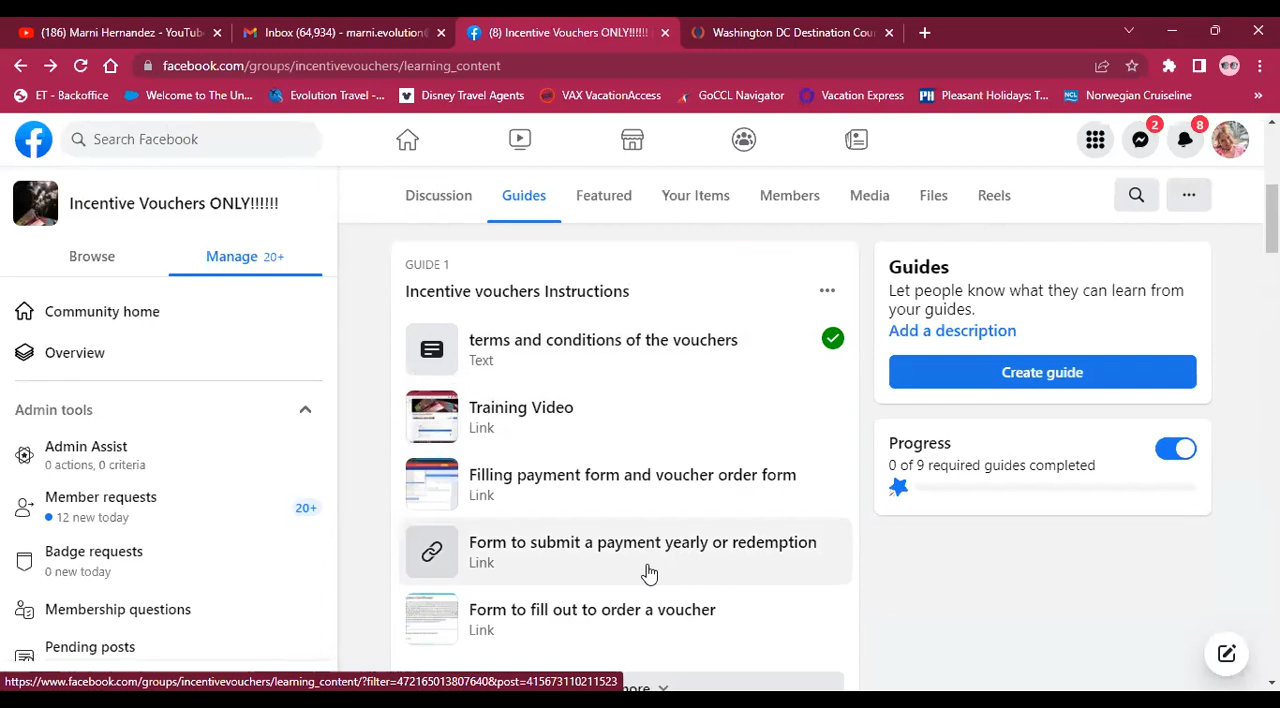 (186) Marni Hernandez - YouTub
Inbox (64,934) - marni.evolution
(8) Incentive Vouchers ONLY!!!!!!
Washington DC Destination Cour
facebook.com/groups/incentivevouchers/learning_content
ET - Backoffice
Welcome to The Un...
Evolution Travel -...
Disney Travel Agents
VAX VacationAccess
GoCCL Navigator
Vacation Express
Pleasant Holidays: T...
Norwegian Cruiseline
Search Facebook
2
8
Incentive Vouchers ONLY!!!!!!
Browse
Manage 20+
Community home
Overview
Admin tools
Admin Assist
0 actions, 0 criteria
Member requests
12 new today
20+
Badge requests
0 new today
Membership questions
Pending posts
Discussion
Guides
Featured
Your Items
Members
Media
Files
Reels
GUIDE 1
Incentive vouchers Instructions
terms and conditions of the vouchers
Text
Training Video
Link
Filling payment form and voucher order form
Link
Form to submit a payment yearly or redemption
Link
Form to fill out to order a voucher
Link
more
Guides
Let people know what they can learn from
your guides.
Add a description
Create guide
Progress
0 of 9 required guides completed
https://www.facebook.com/groups/incentivevouchers/learning_content/?filter=472165013807640&post=415673110211523